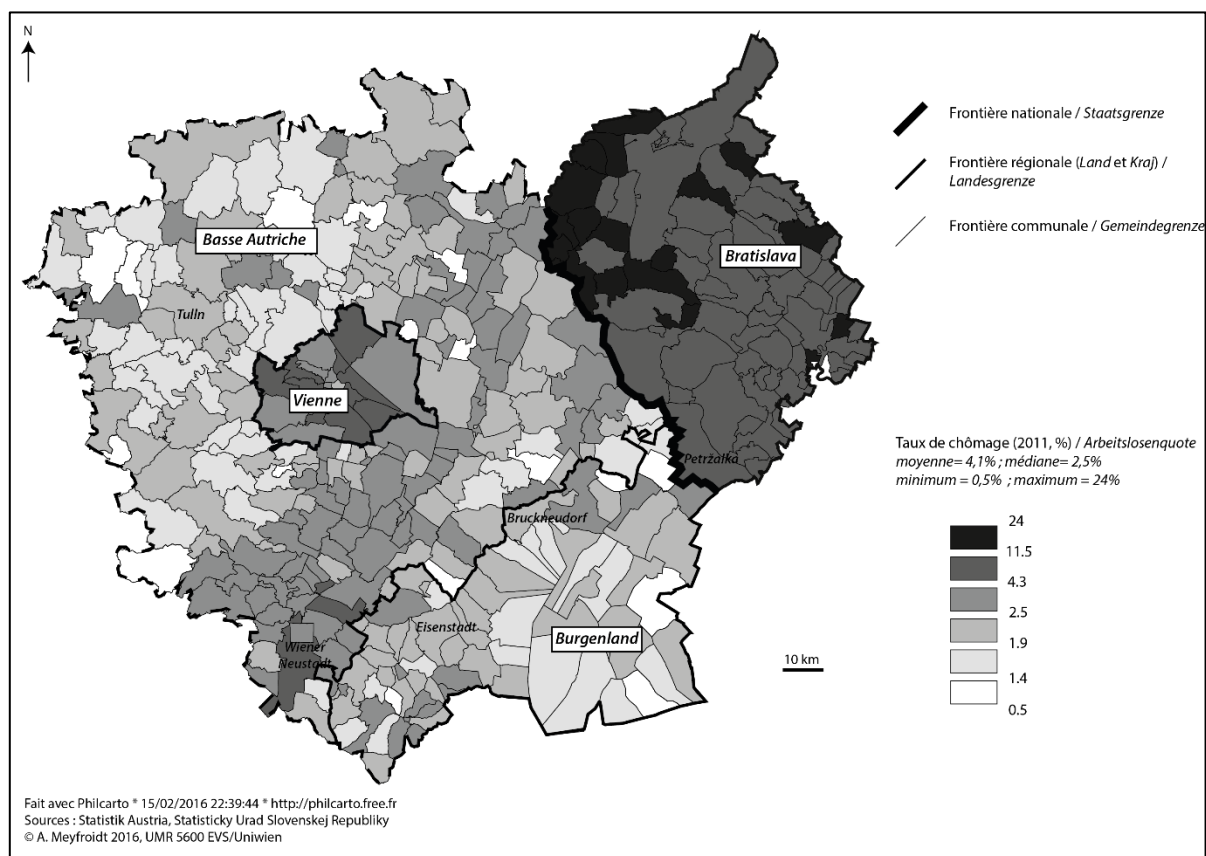 N
Frontière nationale / Staatsgrenze
Frontière régionale (Land et Kraj) /
Landesgrenze
Frontière communale / Gemeindegrenze
Basse Autriche
Bratislava
Tulln
Vienne
Petržalka
Bruckneudorf
Eisenstadt
Burgenland
Wiener
Neustadt
10 km
Taux de chômage (2011, %) / Arbeitslosenquote
moyenne= 4,1% ; médiane= 2,5%
minimum = 0,5% ; maximum = 24%
24
11.5
4.3
2.5
1.9
1.4
0.5
Fait avec Philcarto * 15/02/2016 22:39:44 * http://philcarto.free.fr
Sources : Statistik Austria, Statisticky Urad Slovenskej Republiky
© A. Meyfroidt 2016, UMR 5600 EVS/Uniwien